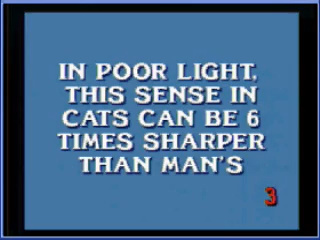 IN POOR LIGHT,
THIS SENSE IN
CATS CAN BE 6
TIMES SHARPER
THAN MAN'S
3